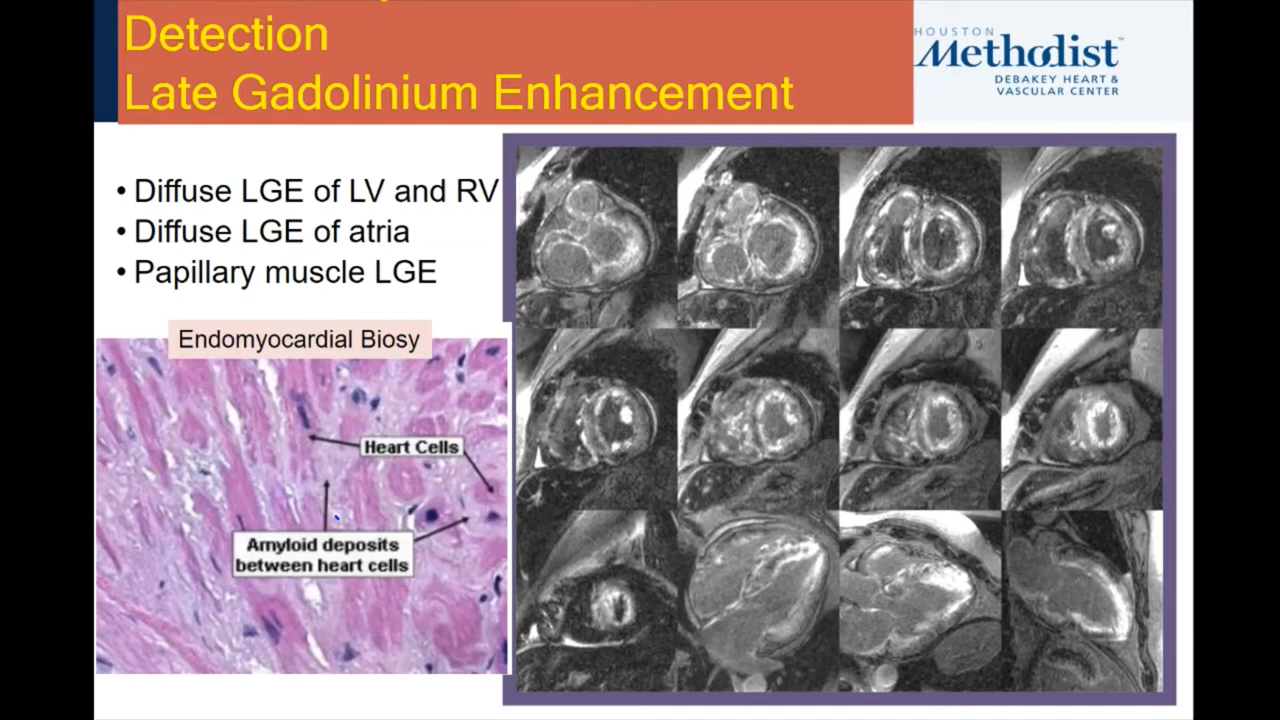 Detection
Late Gadolinium Enhancement
HOUSTON
Methodist
DEBAKEY HEART &
VASCULAR CENTER
• Diffuse LGE of LV and RV
• Diffuse LGE of atria
• Papillary muscle LGE
Endomyocardial Biosy
Heart Cells
Amyloid deposits
between heart cells